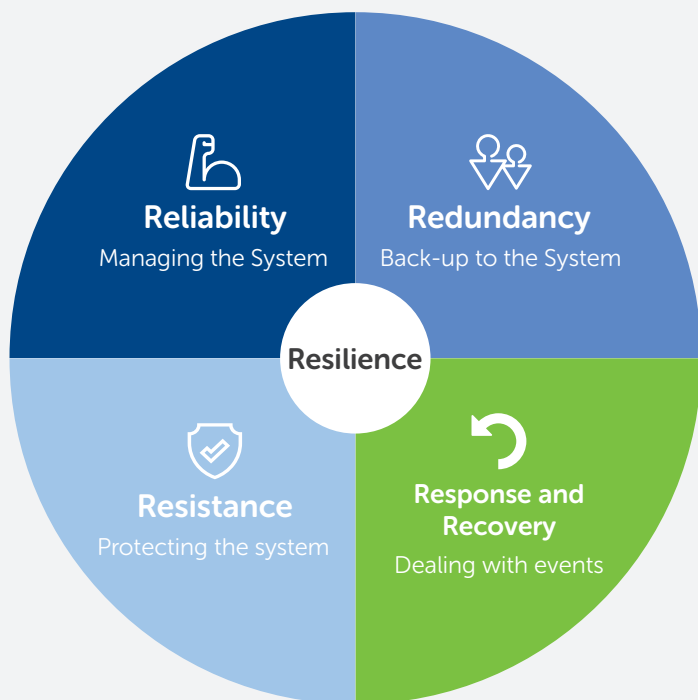 Reliability
Managing the System
Redundancy
Back-up to the System
Resilience
Resistance
Protecting the system
Response and
Recovery
Dealing with events